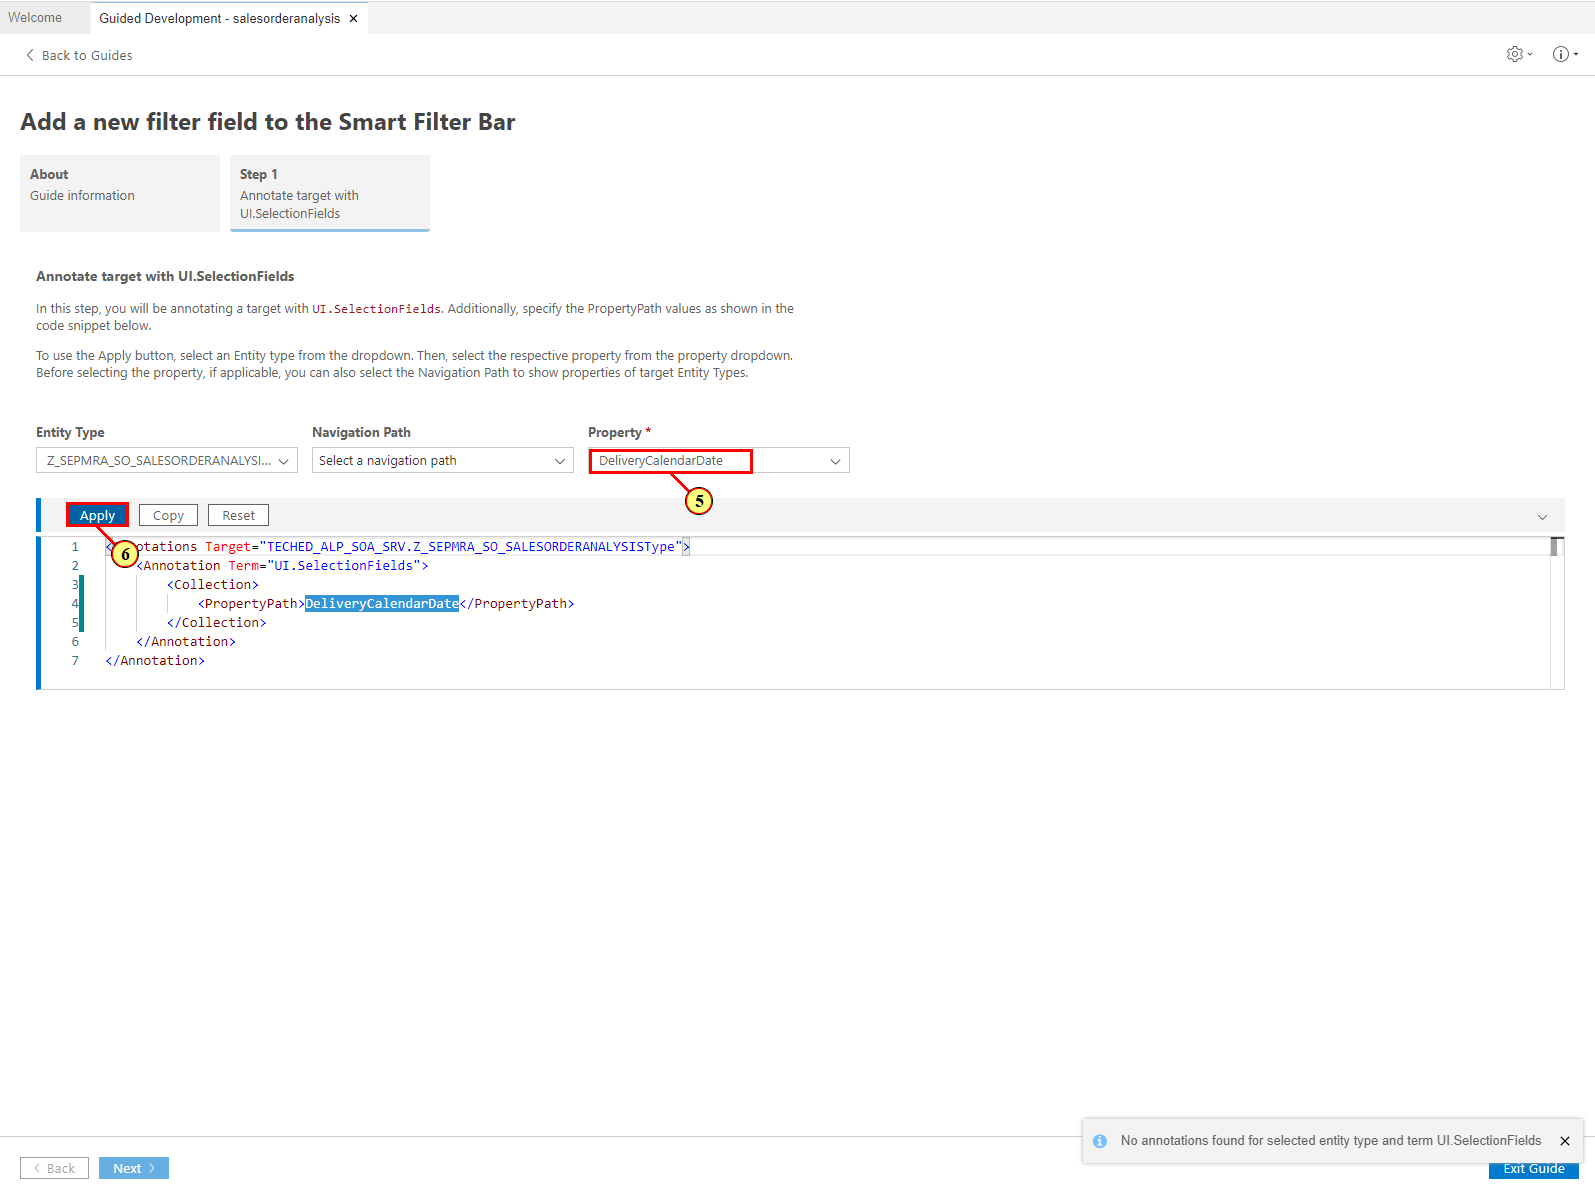 Welcome
Guided Development - salesorderanalysis ×
Back to Guides
Add a new filter field to the Smart Filter Bar
About
Guide information
Step 1
Annotate target with
UI.SelectionFields
Annotate target with UI.SelectionFields
In this step, you will be annotating a target with UI.SelectionFields. Additionally, specify the PropertyPath values as shown in the
code snippet below.
To use the Apply button, select an Entity type from the dropdown. Then, select the respective property from the property dropdown.
Before selecting the property, if applicable, you can also select the Navigation Path to show properties of target Entity Types.
Entity Type
Navigation Path
Property *
Z_SEPMRA_SO_SALESORDERANALYSI...
Select a navigation path
DeliveryCalendarDate
5
Apply
Copy
Reset
6
1 <otations Target="TECHED_ALP_SOA_SRV.Z_SEPMRA_SO_SALESORDERANALYSISType">
2 <Annotation Term="UI.SelectionFields">
3 <Collection>
4 <PropertyPath>DeliveryCalendarDate</PropertyPath>
5 </Collection>
6 </Annotation>
7 </Annotation>
No annotations found for selected entity type and term UI.SelectionFields ×
Back
Next
Exit Guide